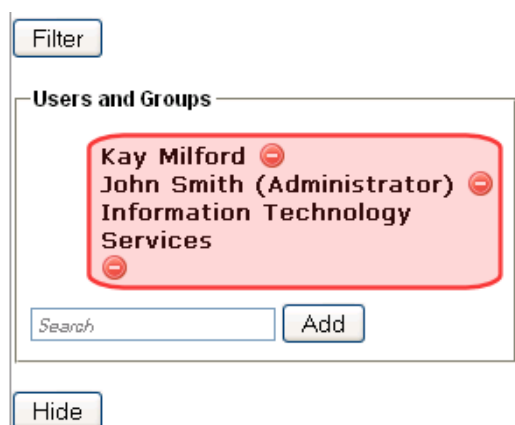 Filter
Users and Groups
Kay Milford
John Smith (Administrator)
Information Technology
Services
Search
Add
Hide